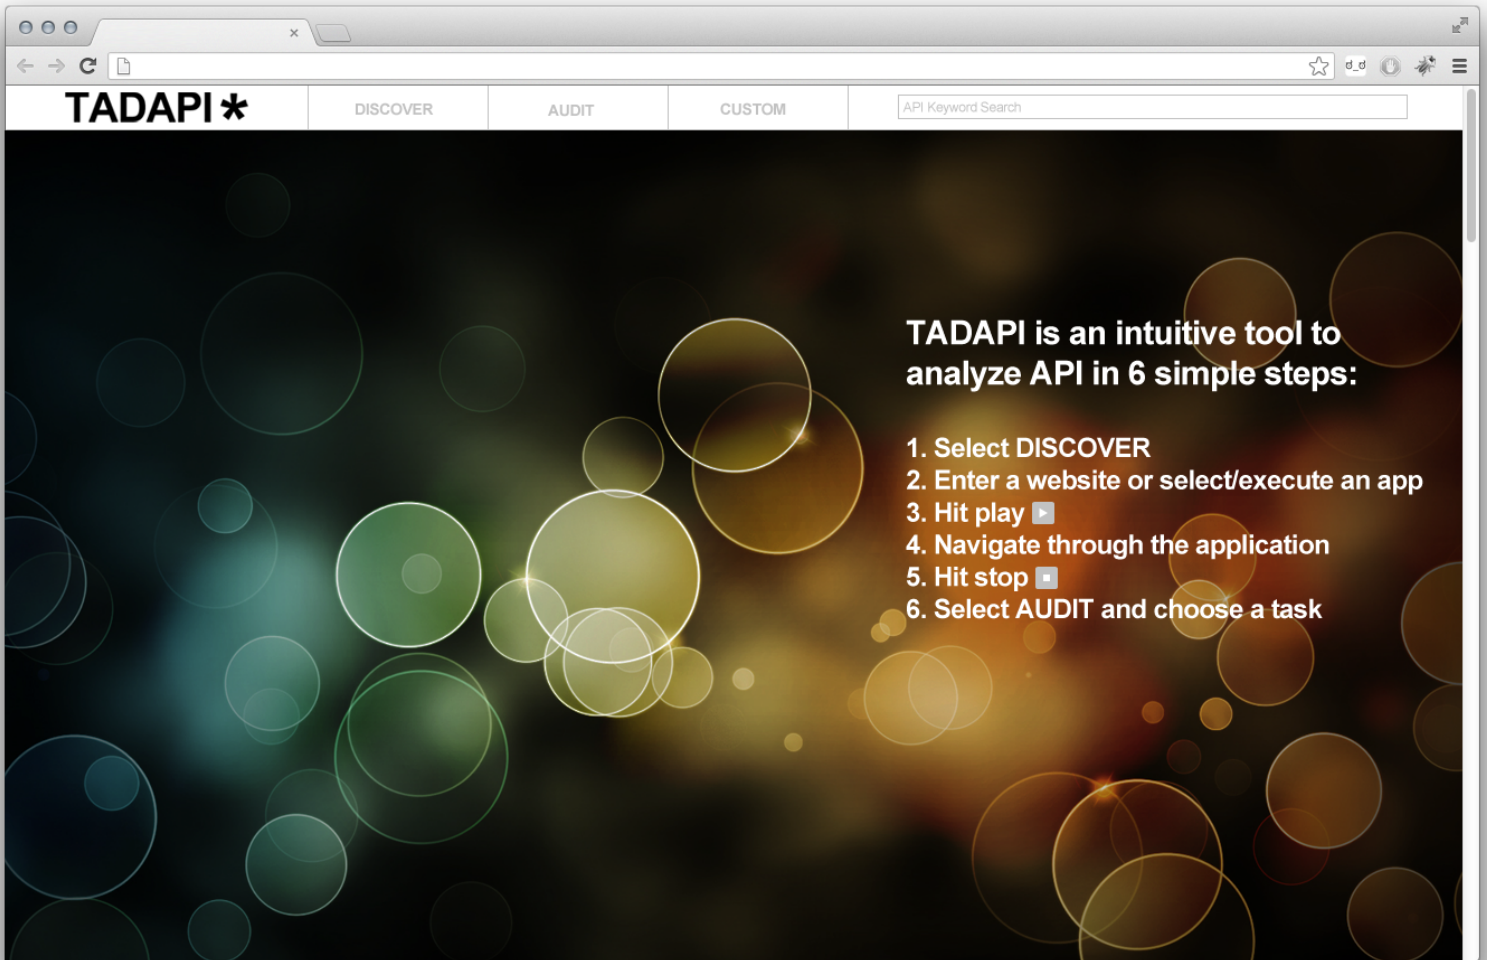 TADAPI*
DISCOVER
AUDIT
CUSTOM
API Keyword Search
TADAPI is an intuitive tool to
analyze API in 6 simple steps:
1. Select DISCOVER
2. Enter a website or select/execute an app
3. Hit play
4. Navigate through the application
5. Hit stop
6. Select AUDIT and choose a task